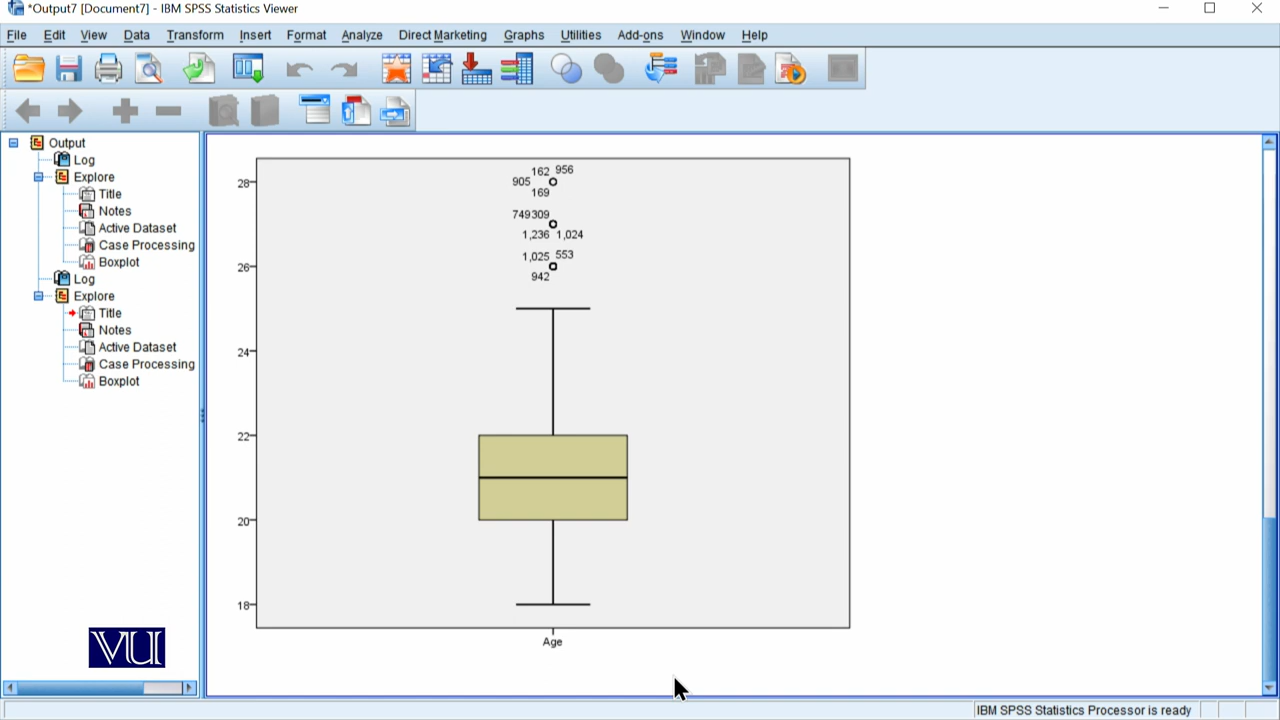 *Output7 [Document7] - IBM SPSS Statistics Viewer
File Edit View Data Transform Insert Format Analyze Direct Marketing Graphs Utilities Add-ons Window Help
Output
Log
Explore
Title
Notes
Active Dataset
Case Processing
Boxplot
Log
Explore
Title
Notes
Active Dataset
Case Processing
Boxplot
VU
162 956
28 905
169
749 309
1,236 1,024
1,025 553
26
942
24
22
20
18
Age
IBM SPSS Statistics Processor is ready